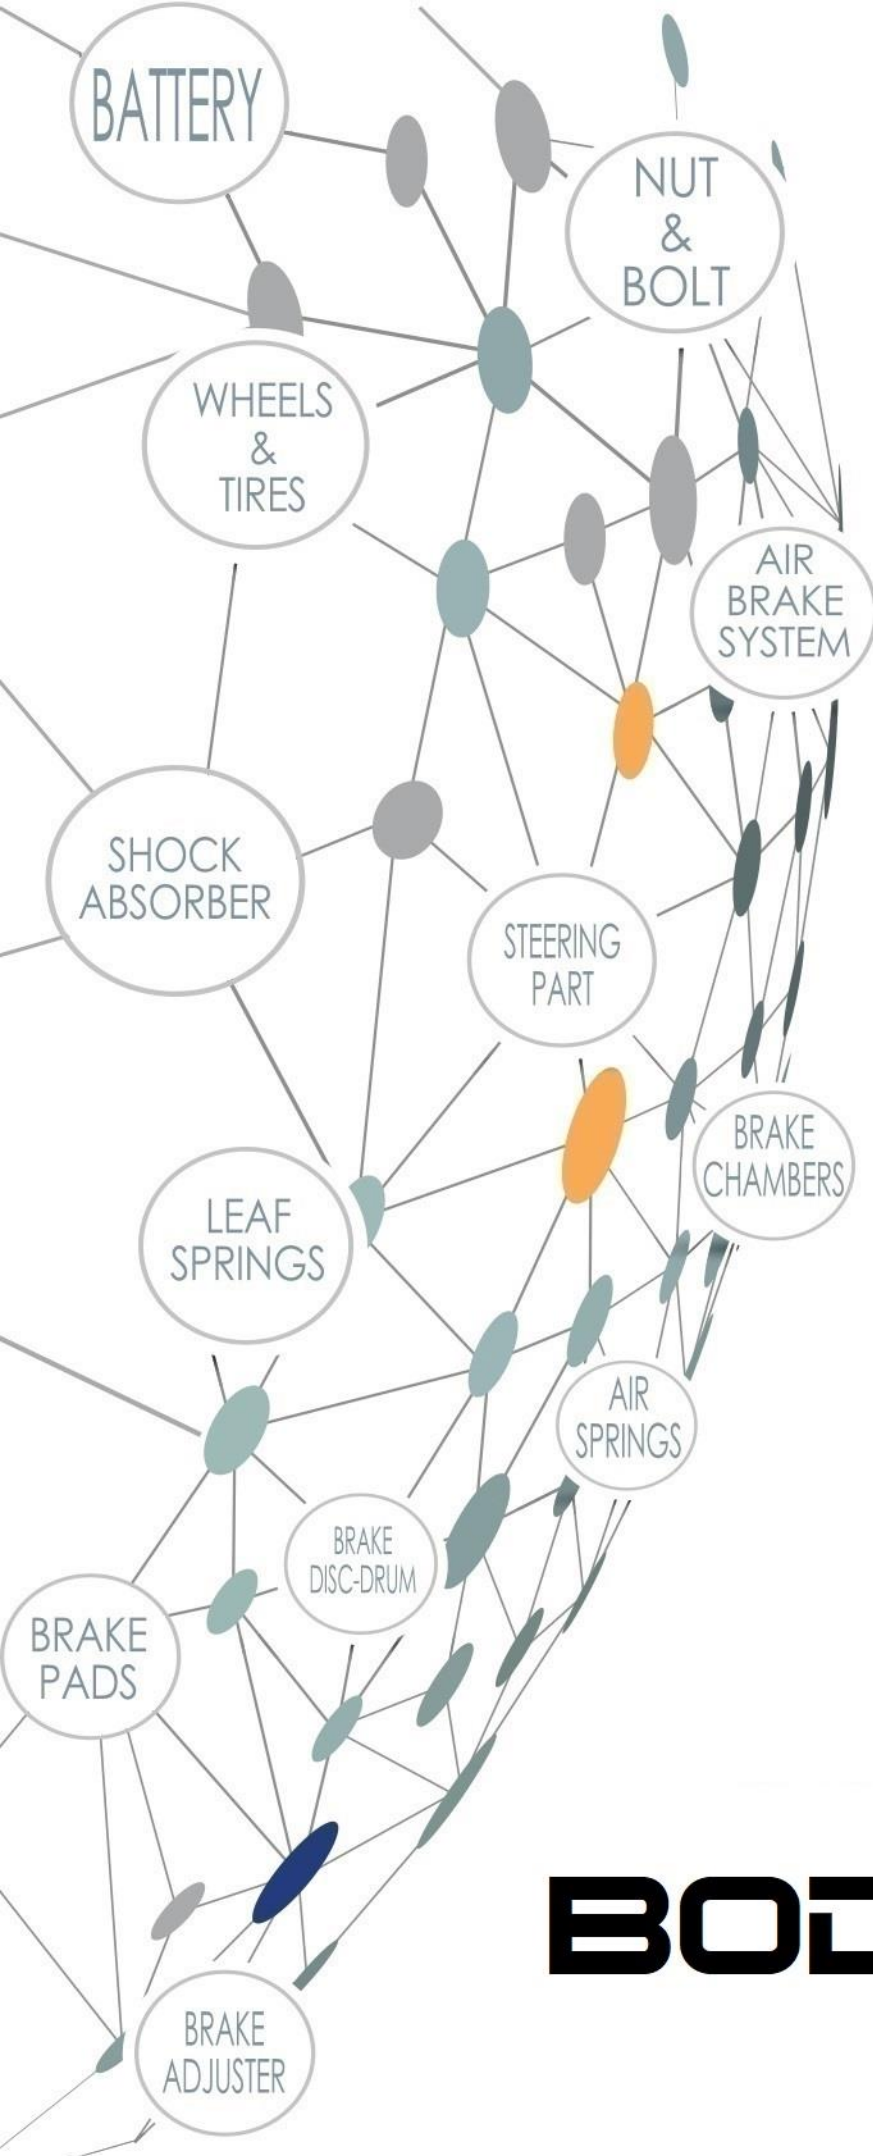 BATTERY
NUT
&
BOLT
WHEELS
&
TIRES
AIR
BRAKE
SYSTEM
SHOCK
ABSORBER
STEERING
PART
BRAKE
CHAMBERS
LEAF
SPRINGS
AIR
SPRINGS
BRAKE
DISC-DRUM
BRAKE
PADS
BRAKE
ADJUSTER